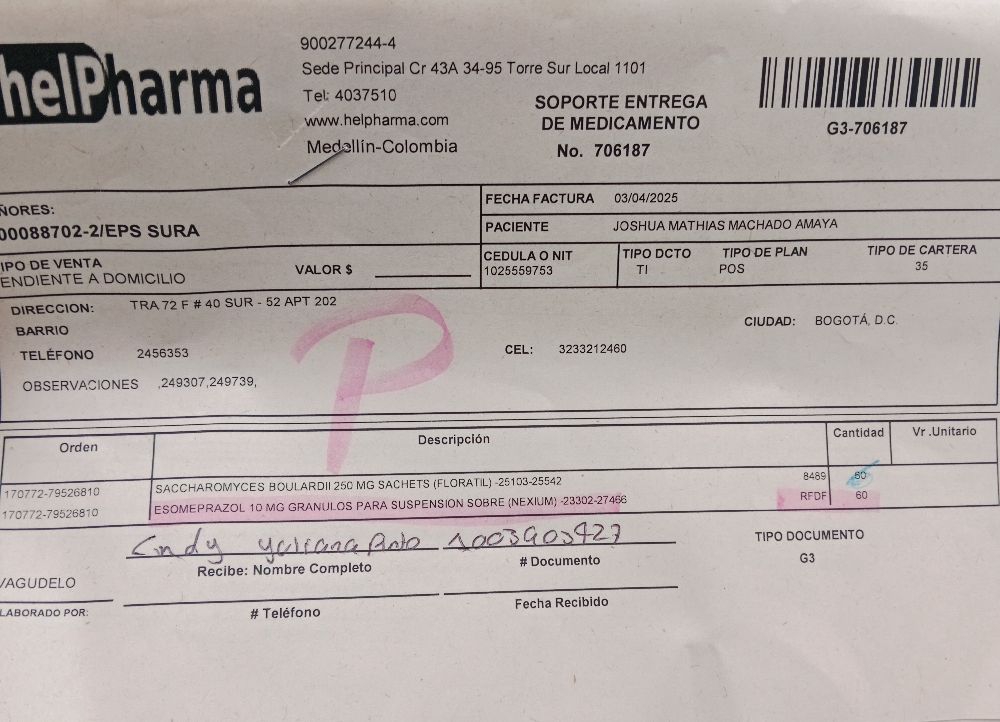 helPharma
900277244-4
Sede Principal Cr 43A 34-95 Torre Sur Local 1101
Tel: 4037510
www.helpharma.com
Medellín-Colombia
SOPORTE ENTREGA
DE MEDICAMENTO
No. 706187
G3-706187
ÑORES:
00088702-2/EPS SURA
FECHA FACTURA 03/04/2025
PACIENTE JOSHUA MATHIAS MACHADO AMAYA
IPO DE VENTA
ENDIENTE A DOMICILIO
VALOR $
CEDULA O NIT
1025559753
TIPO DCTO
TI
TIPO DE PLAN
POS
TIPO DE CARTERA
35
DIRECCION: TRA 72 F # 40 SUR - 52 APT 202
BARRIO
CIUDAD: BOGOTÁ, D.C.
TELÉFONO 2456353
CEL: 3233212460
OBSERVACIONES ,249307,249739,
P
Orden Descripción Cantidad Vr .Unitario
170772-79526810 SACCHAROMYCES BOULARDII 250 MG SACHETS (FLORATIL) -25103-25542 8489 60
170772-79526810 ESOMEPRAZOL 10 MG GRANULOS PARA SUSPENSION SOBRE (NEXIUM) -23302-27466 RFDF 60
Cindy Yuliana Pinto 1003903427
Recibe: Nombre Completo # Documento
TIPO DOCUMENTO
G3
VAGUDELO
LABORADO POR:
# Teléfono Fecha Recibido